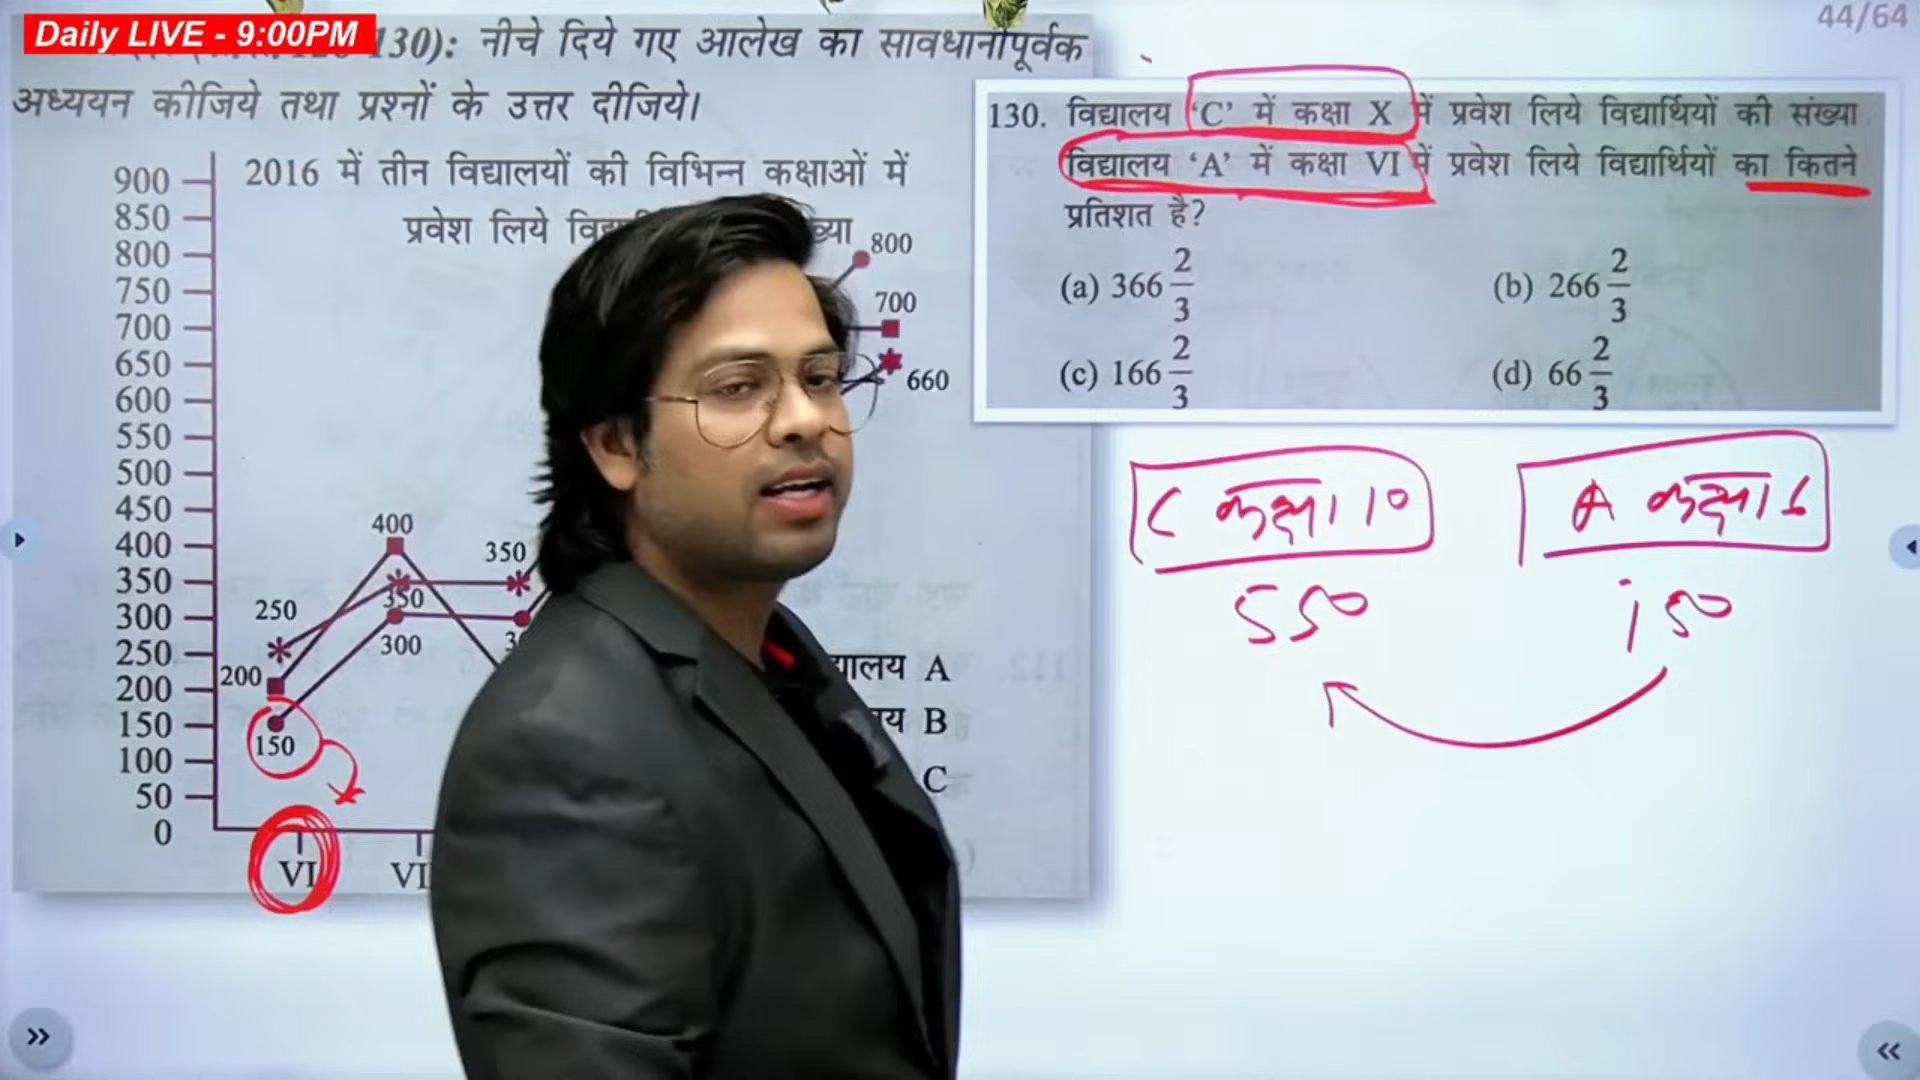 Daily LIVE - 9:00PM
44/64
130): नीचे दिये गए आलेख का सावधानीपूर्वक
अध्ययन कीजिये तथा प्रश्नों के उत्तर दीजिये।
2016 में तीन विद्यालयों की विभिन्न कक्षाओं में
प्रवेश लिये
900
850
800
750
700
650
600
550
500
450
400
350
300
250
200
150
100
50
0
800
700
660
400
350
350
300
250
200
150
A
B
C
VI
130. विद्यालय 'C' में कक्षा X में प्रवेश लिये विद्यार्थियों की संख्या
विद्यालय 'A' में कक्षा VI में प्रवेश लिये विद्यार्थियों का कितने
प्रतिशत है?
(a) 366 2/3
(b) 266 2/3
(c) 166 2/3
(d) 66 2/3
C कक्षा 10
A कक्षा 6
550
150